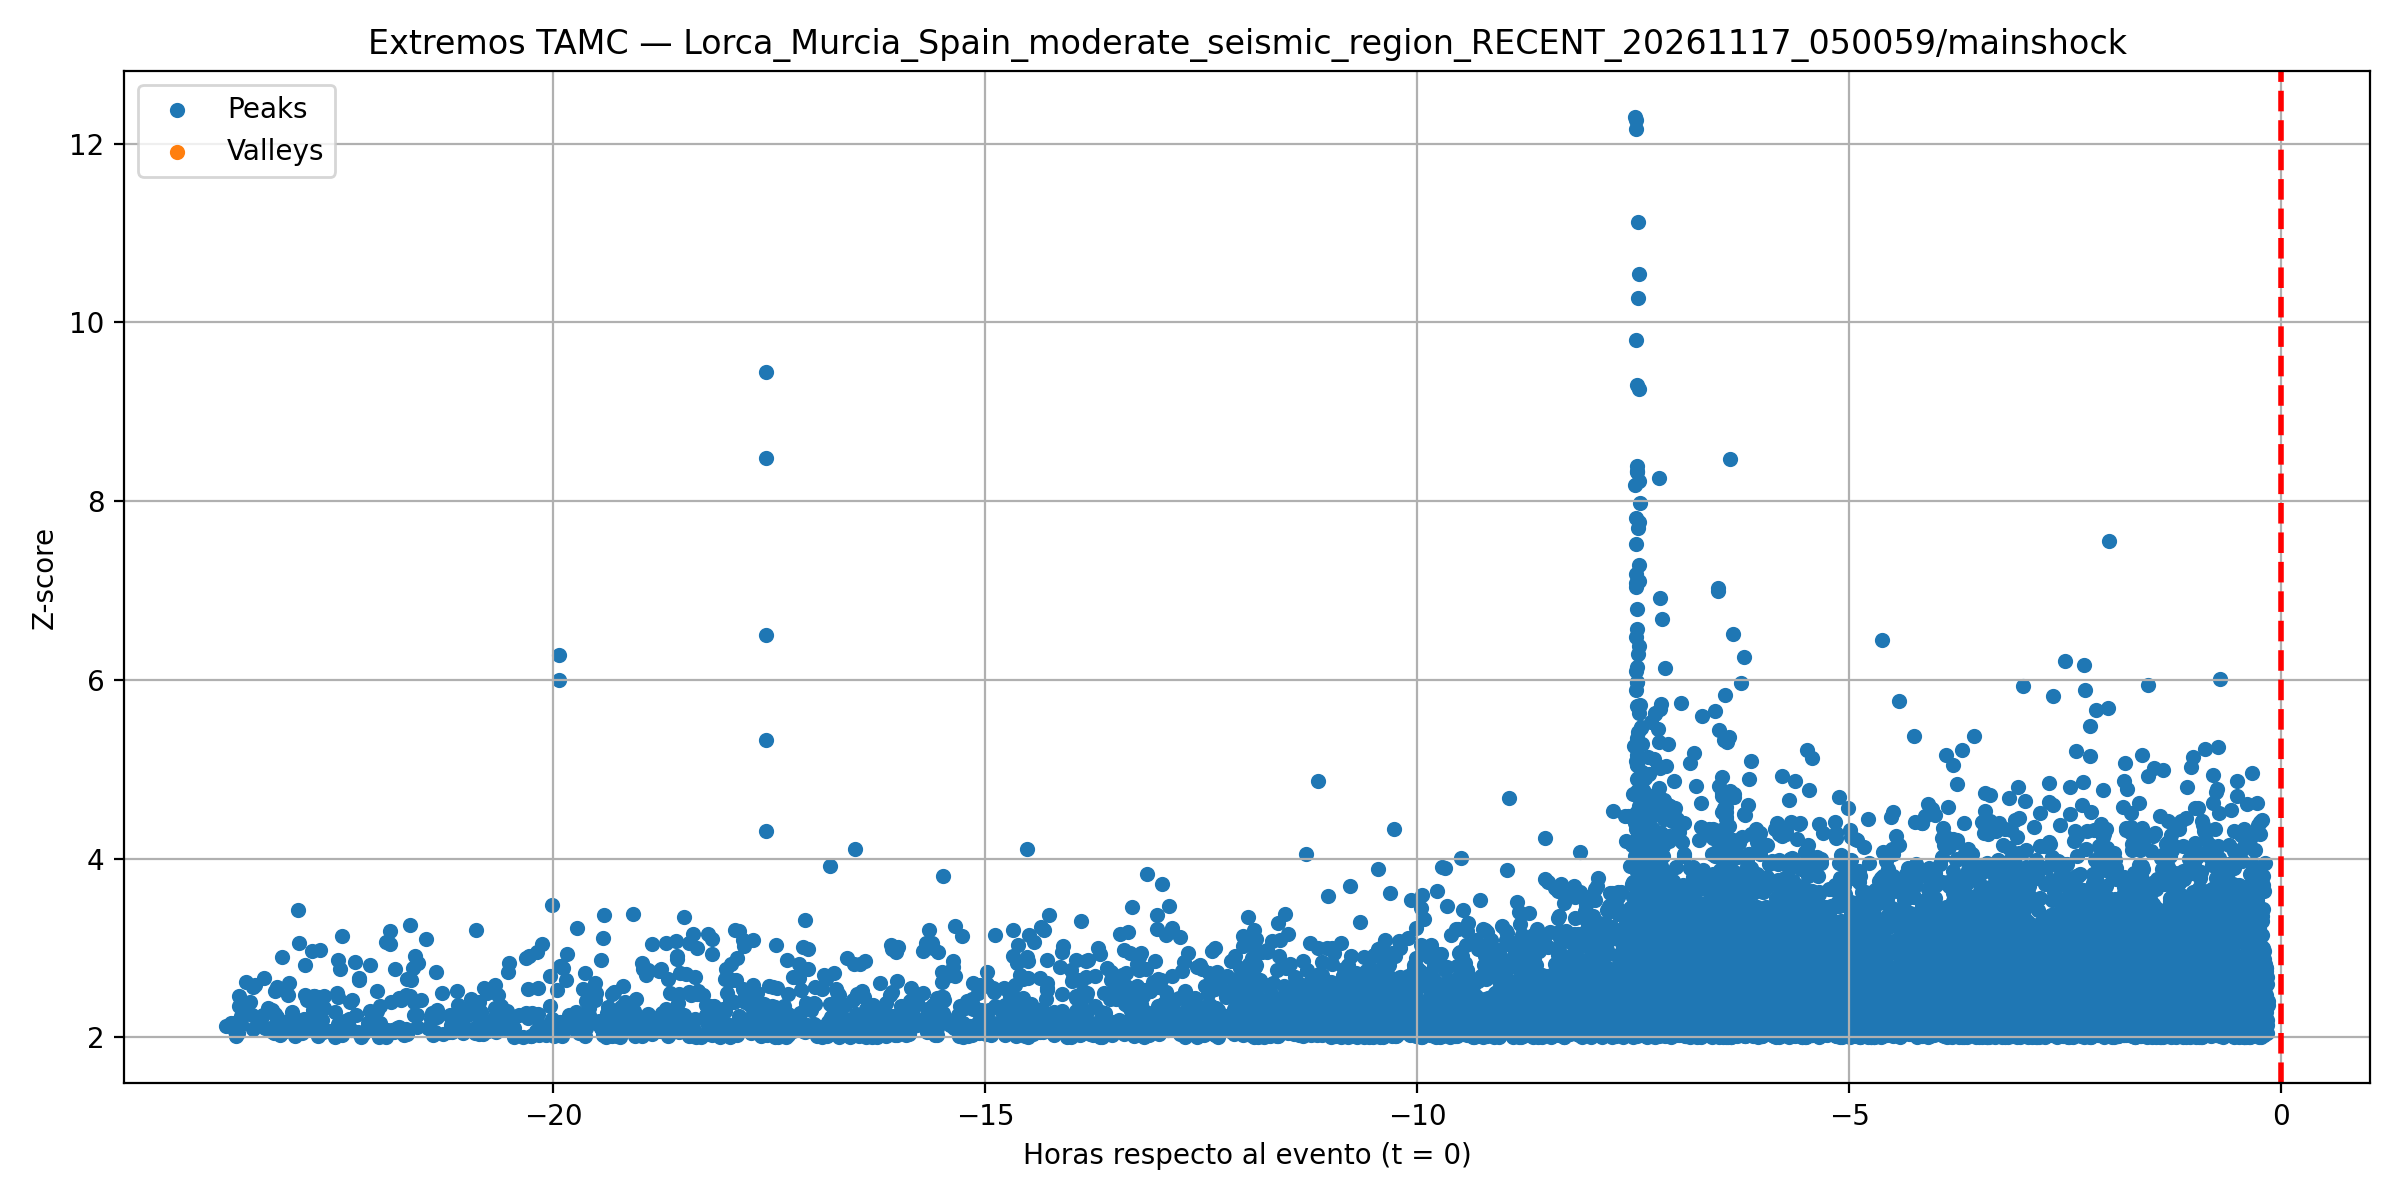 Extremos TAMC — Lorca_Murcia_Spain_moderate_seismic_region_RECENT_20261117_050059/mainshock
Peaks
Valleys
12
10
8
6
4
2
Z-score
−20
−15
−10
−5
0
Horas respecto al evento (t = 0)